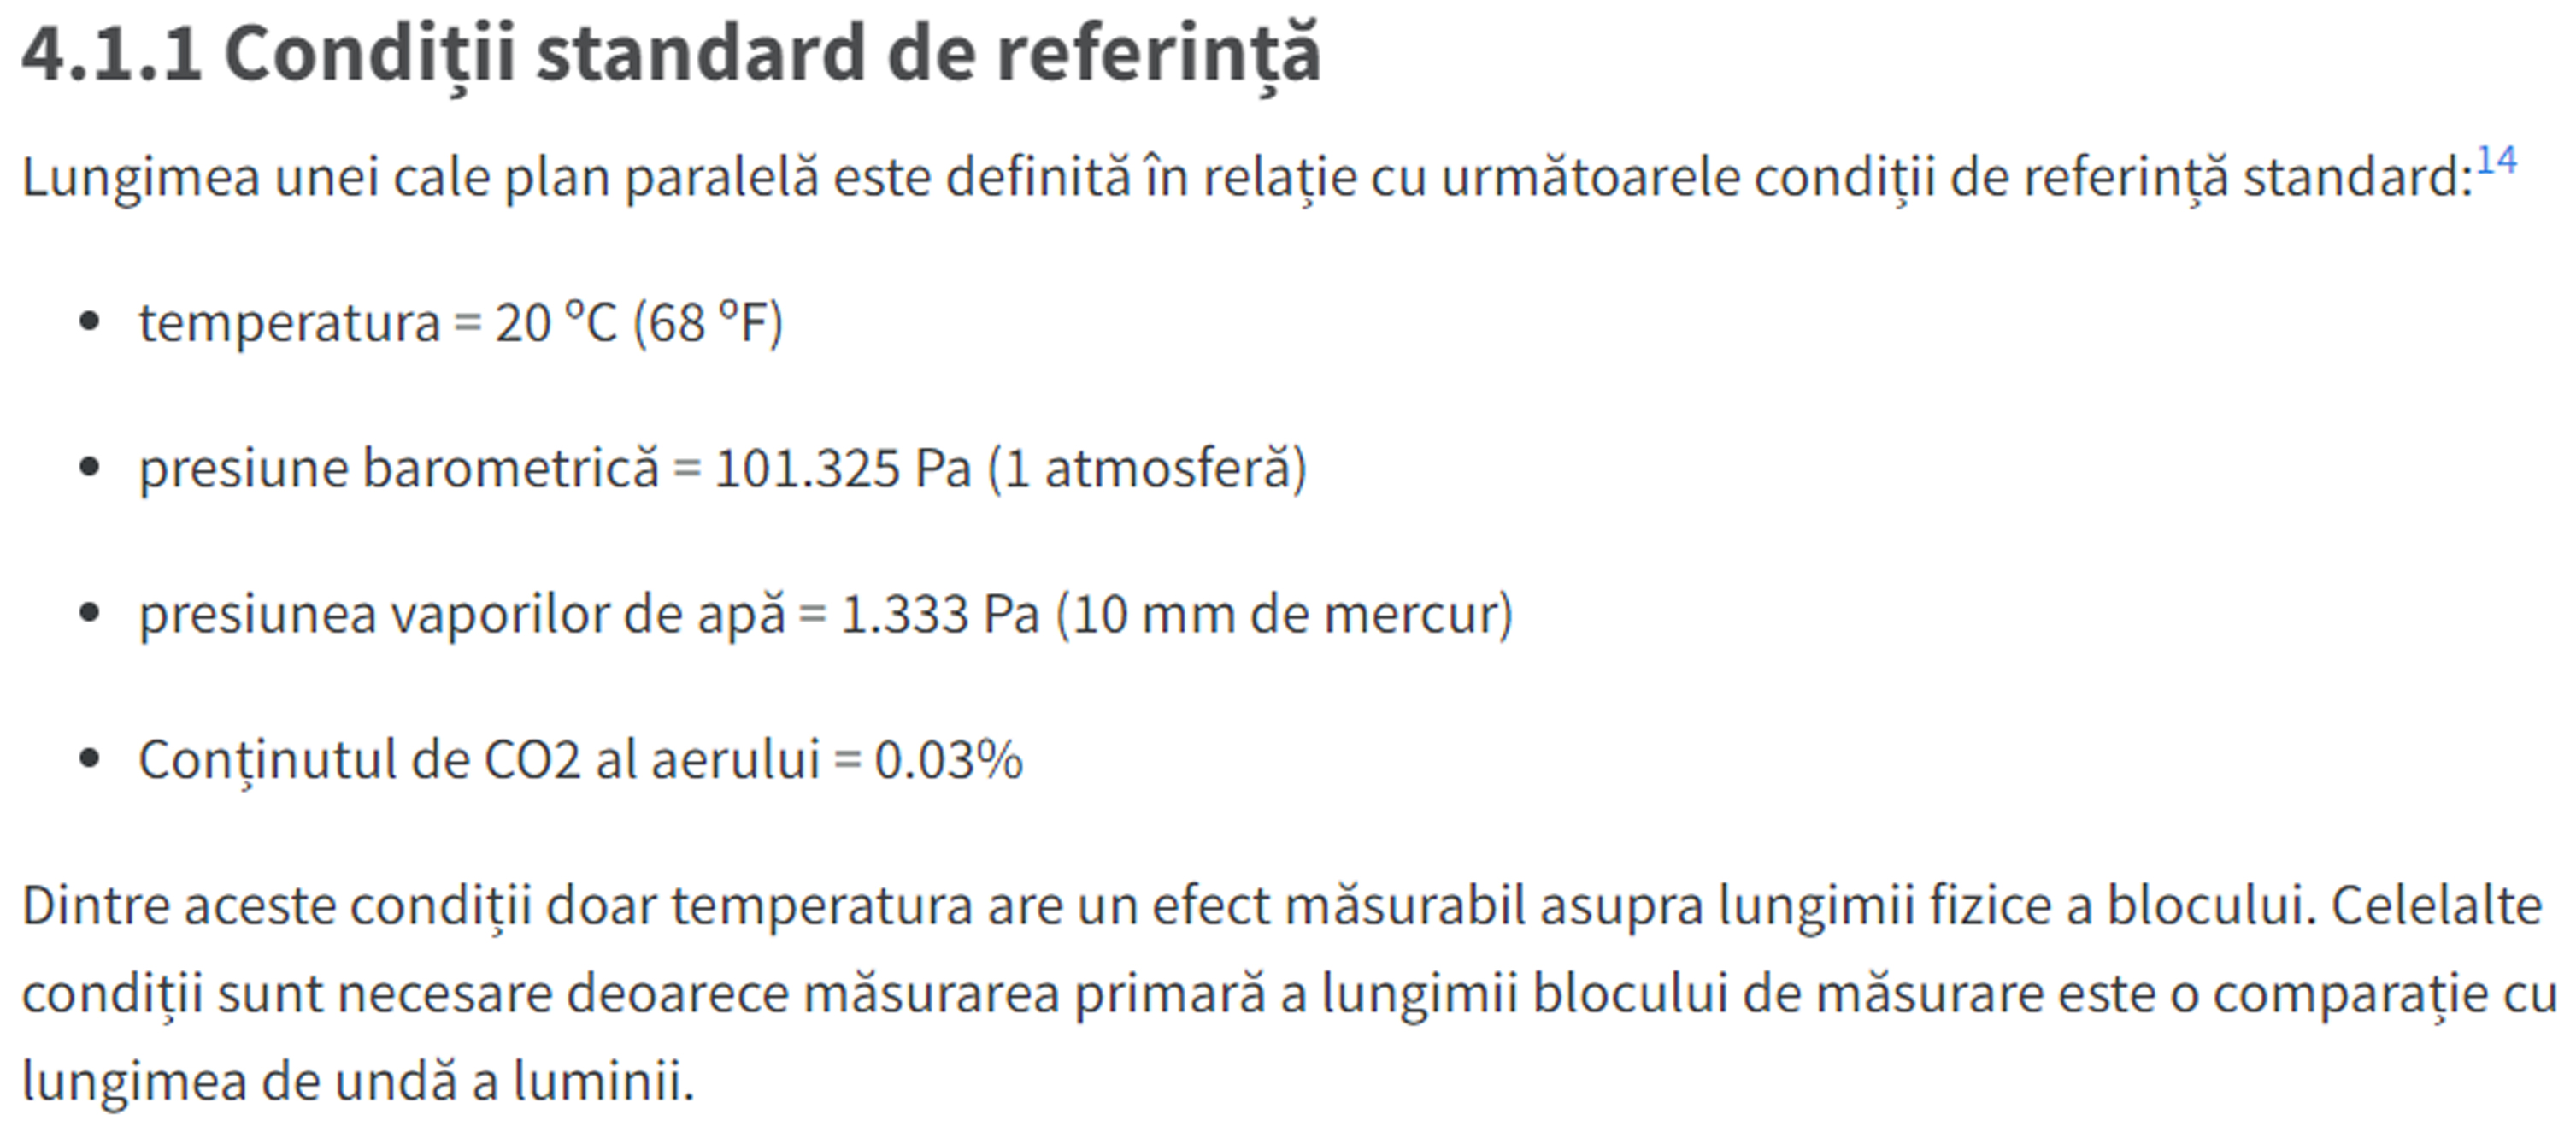 4.1.1 Condiții standard de referință
Lungimea unei cale plan paralelă este definită în relație cu următoarele condiții de referință standard:14
• temperatura = 20 ºC (68 ºF)
• presiune barometrică = 101.325 Pa (1 atmosferă)
• presiunea vaporilor de apă = 1.333 Pa (10 mm de mercur)
• Conținutul de CO2 al aerului = 0.03%
Dintre aceste condiții doar temperatura are un efect măsurabil asupra lungimii fizice a blocului. Celelalte
condiții sunt necesare deoarece măsurarea primară a lungimii blocului de măsurare este o comparație cu
lungimea de undă a luminii.